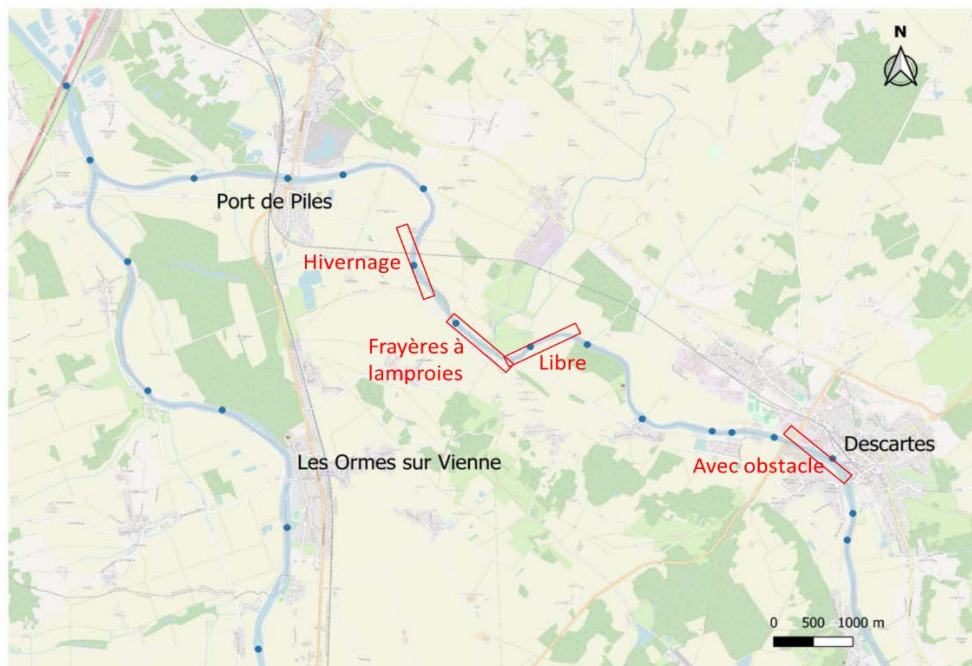 N
Port de Piles
Hivernage
Frayères à
lamproies
Libre
Descartes
Les Ormes sur Vienne
Avec obstacle
0 500 1000 m